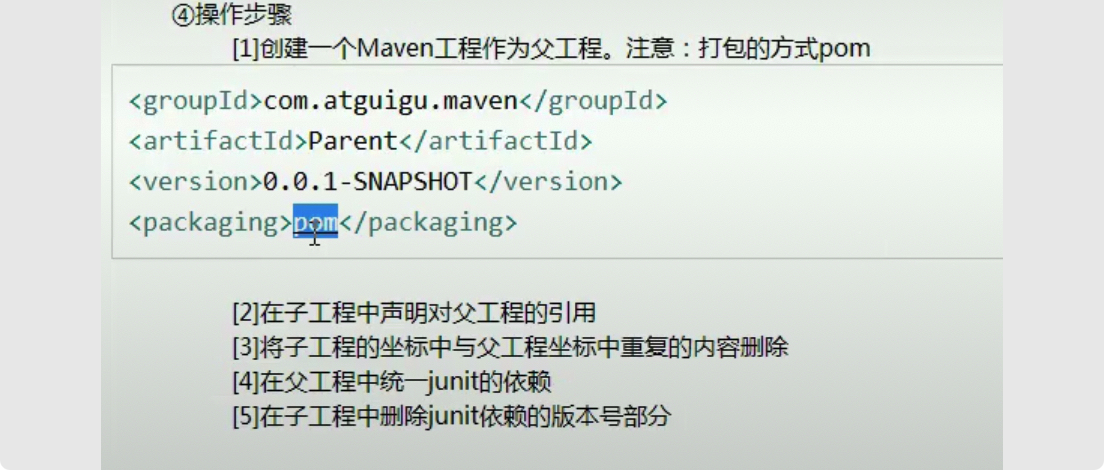 ④操作步骤
[1]创建一个Maven工程作为父工程。注意：打包的方式pom
<groupId>com.atguigu.maven</groupId>
<artifactId>Parent</artifactId>
<version>0.0.1-SNAPSHOT</version>
<packaging>pom</packaging>
[2]在子工程中声明对父工程的引用
[3]将子工程的坐标中与父工程坐标中重复的内容删除
[4]在父工程中统一junit的依赖
[5]在子工程中删除junit依赖的版本号部分